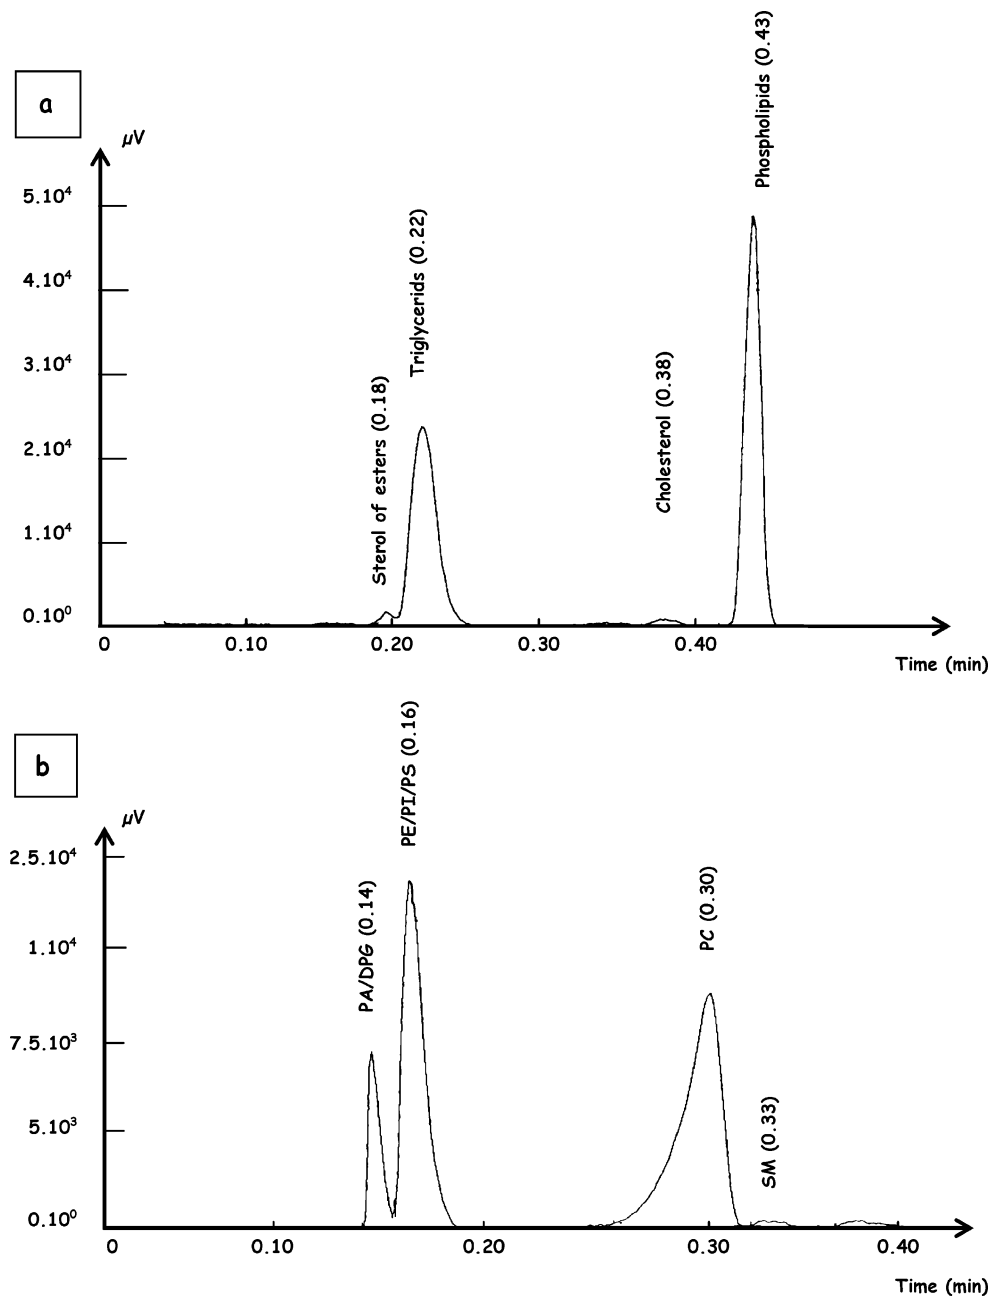 a
µV
5.10⁴
4.10⁴
3.10⁴
2.10⁴
1.10⁴
0.10⁰
Sterol of esters (0.18)
Triglycerids (0.22)
Cholesterol (0.38)
Phospholipids (0.43)
0 0.10 0.20 0.30 0.40
Time (min)
b
µV
2.5.10⁴
1.10⁴
7.5.10³
5.10³
0.10⁰
PA/DPG (0.14)
PE/PI/PS (0.16)
PC (0.30)
SM (0.33)
0 0.10 0.20 0.30 0.40
Time (min)